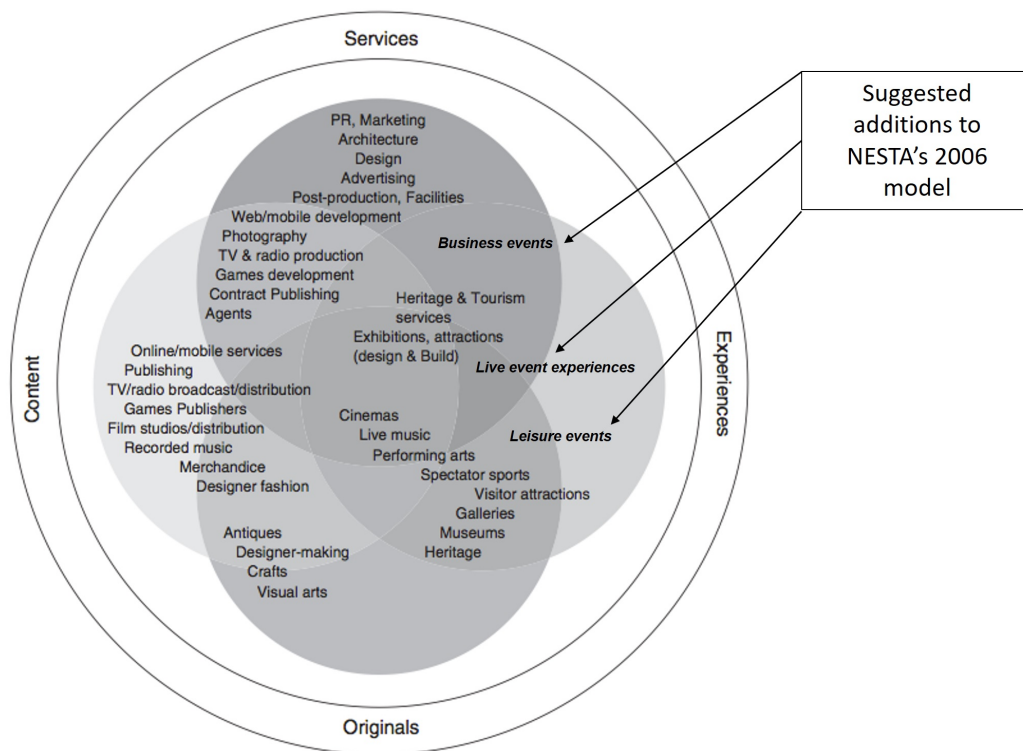 Services
PR, Marketing
Architecture
Design
Advertising
Post-production, Facilities
Web/mobile development
Photography
TV & radio production
Games development
Contract Publishing
Agents
Business events
Heritage & Tourism
services
Exhibitions, attractions
(design & Build)
Live event experiences
Online/mobile services
Publishing
TV/radio broadcast/distribution
Games Publishers
Film studios/distribution
Recorded music
Merchandice
Designer fashion
Cinemas
Live music
Performing arts
Leisure events
Spectator sports
Visitor attractions
Galleries
Museums
Heritage
Antiques
Designer-making
Crafts
Visual arts
Content
Experiences
Originals
Suggested
additions to
NESTA's 2006
model